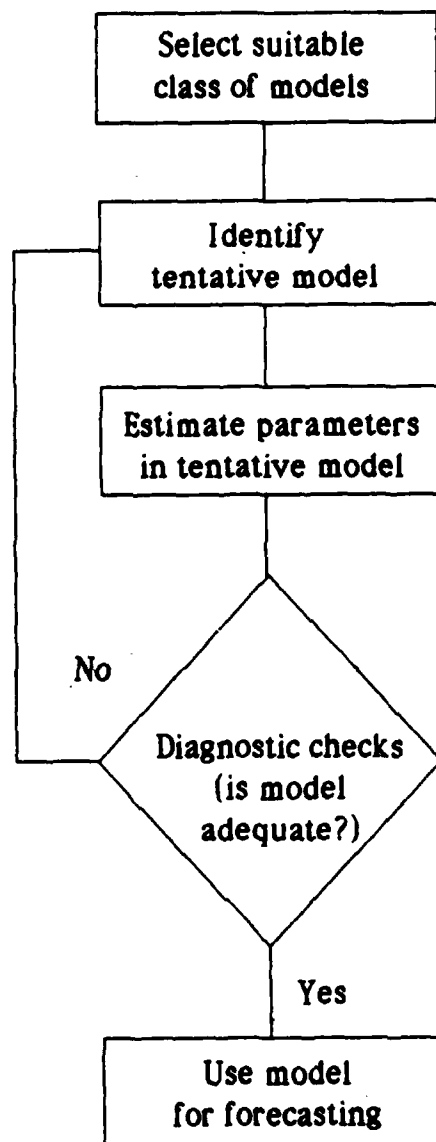 Select suitable
class of models
Identify
tentative model
Estimate parameters
in tentative model
No
Diagnostic checks
(is model
adequate?)
Yes
Use model
for forecasting